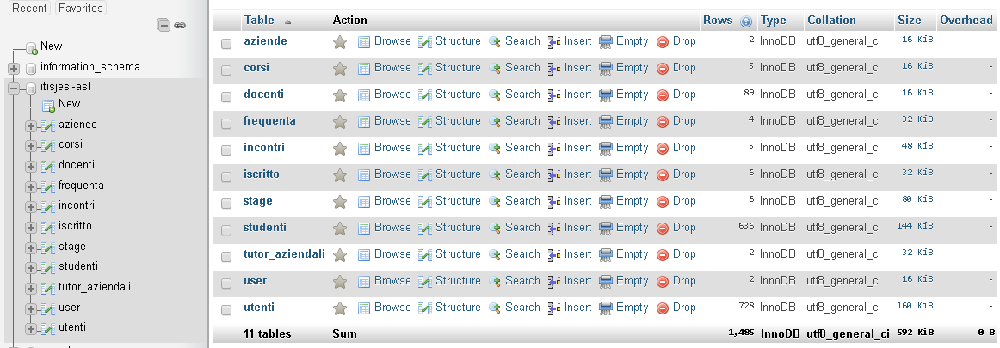 Recent Favorites
New
information_schema
itisjesi-asl
New
aziende
corsi
docenti
frequenta
incontri
iscritto
stage
studenti
tutor_aziendali
user
utenti
Table Action Rows Type Collation Size Overhead
aziende Browse Structure Search Insert Empty Drop 2 InnoDB utf8_general_ci 16 KiB -
corsi Browse Structure Search Insert Empty Drop 5 InnoDB utf8_general_ci 16 KiB -
docenti Browse Structure Search Insert Empty Drop 89 InnoDB utf8_general_ci 16 KiB -
frequenta Browse Structure Search Insert Empty Drop 4 InnoDB utf8_general_ci 32 KiB -
incontri Browse Structure Search Insert Empty Drop 5 InnoDB utf8_general_ci 48 KiB -
iscritto Browse Structure Search Insert Empty Drop 6 InnoDB utf8_general_ci 32 KiB -
stage Browse Structure Search Insert Empty Drop 6 InnoDB utf8_general_ci 80 KiB -
studenti Browse Structure Search Insert Empty Drop 636 InnoDB utf8_general_ci 144 KiB -
tutor_aziendali Browse Structure Search Insert Empty Drop 2 InnoDB utf8_general_ci 32 KiB -
user Browse Structure Search Insert Empty Drop 2 InnoDB utf8_general_ci 16 KiB -
utenti Browse Structure Search Insert Empty Drop 728 InnoDB utf8_general_ci 160 KiB -
11 tables Sum 1,485 InnoDB utf8_general_ci 592 KiB 0 B